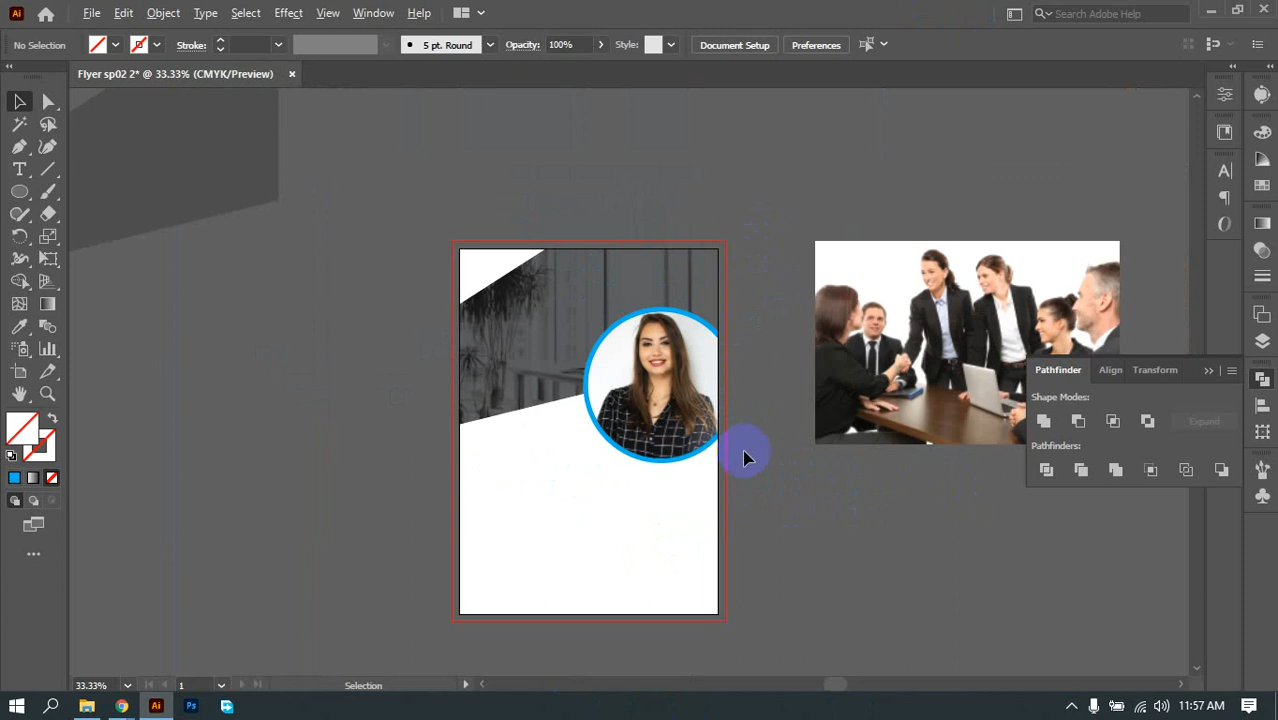 Ai File Edit Object Type Select Effect View Window Help Search Adobe Help
No Selection Stroke: 5 pt. Round Opacity: 100% Style: Document Setup Preferences
Flyer sp02 2* @ 33.33% (CMYK/Preview) ×
Pathfinder Align Transform
Shape Modes:
Expand
Pathfinders:
33.33% 1 Selection
Ai Ps 11:57 AM